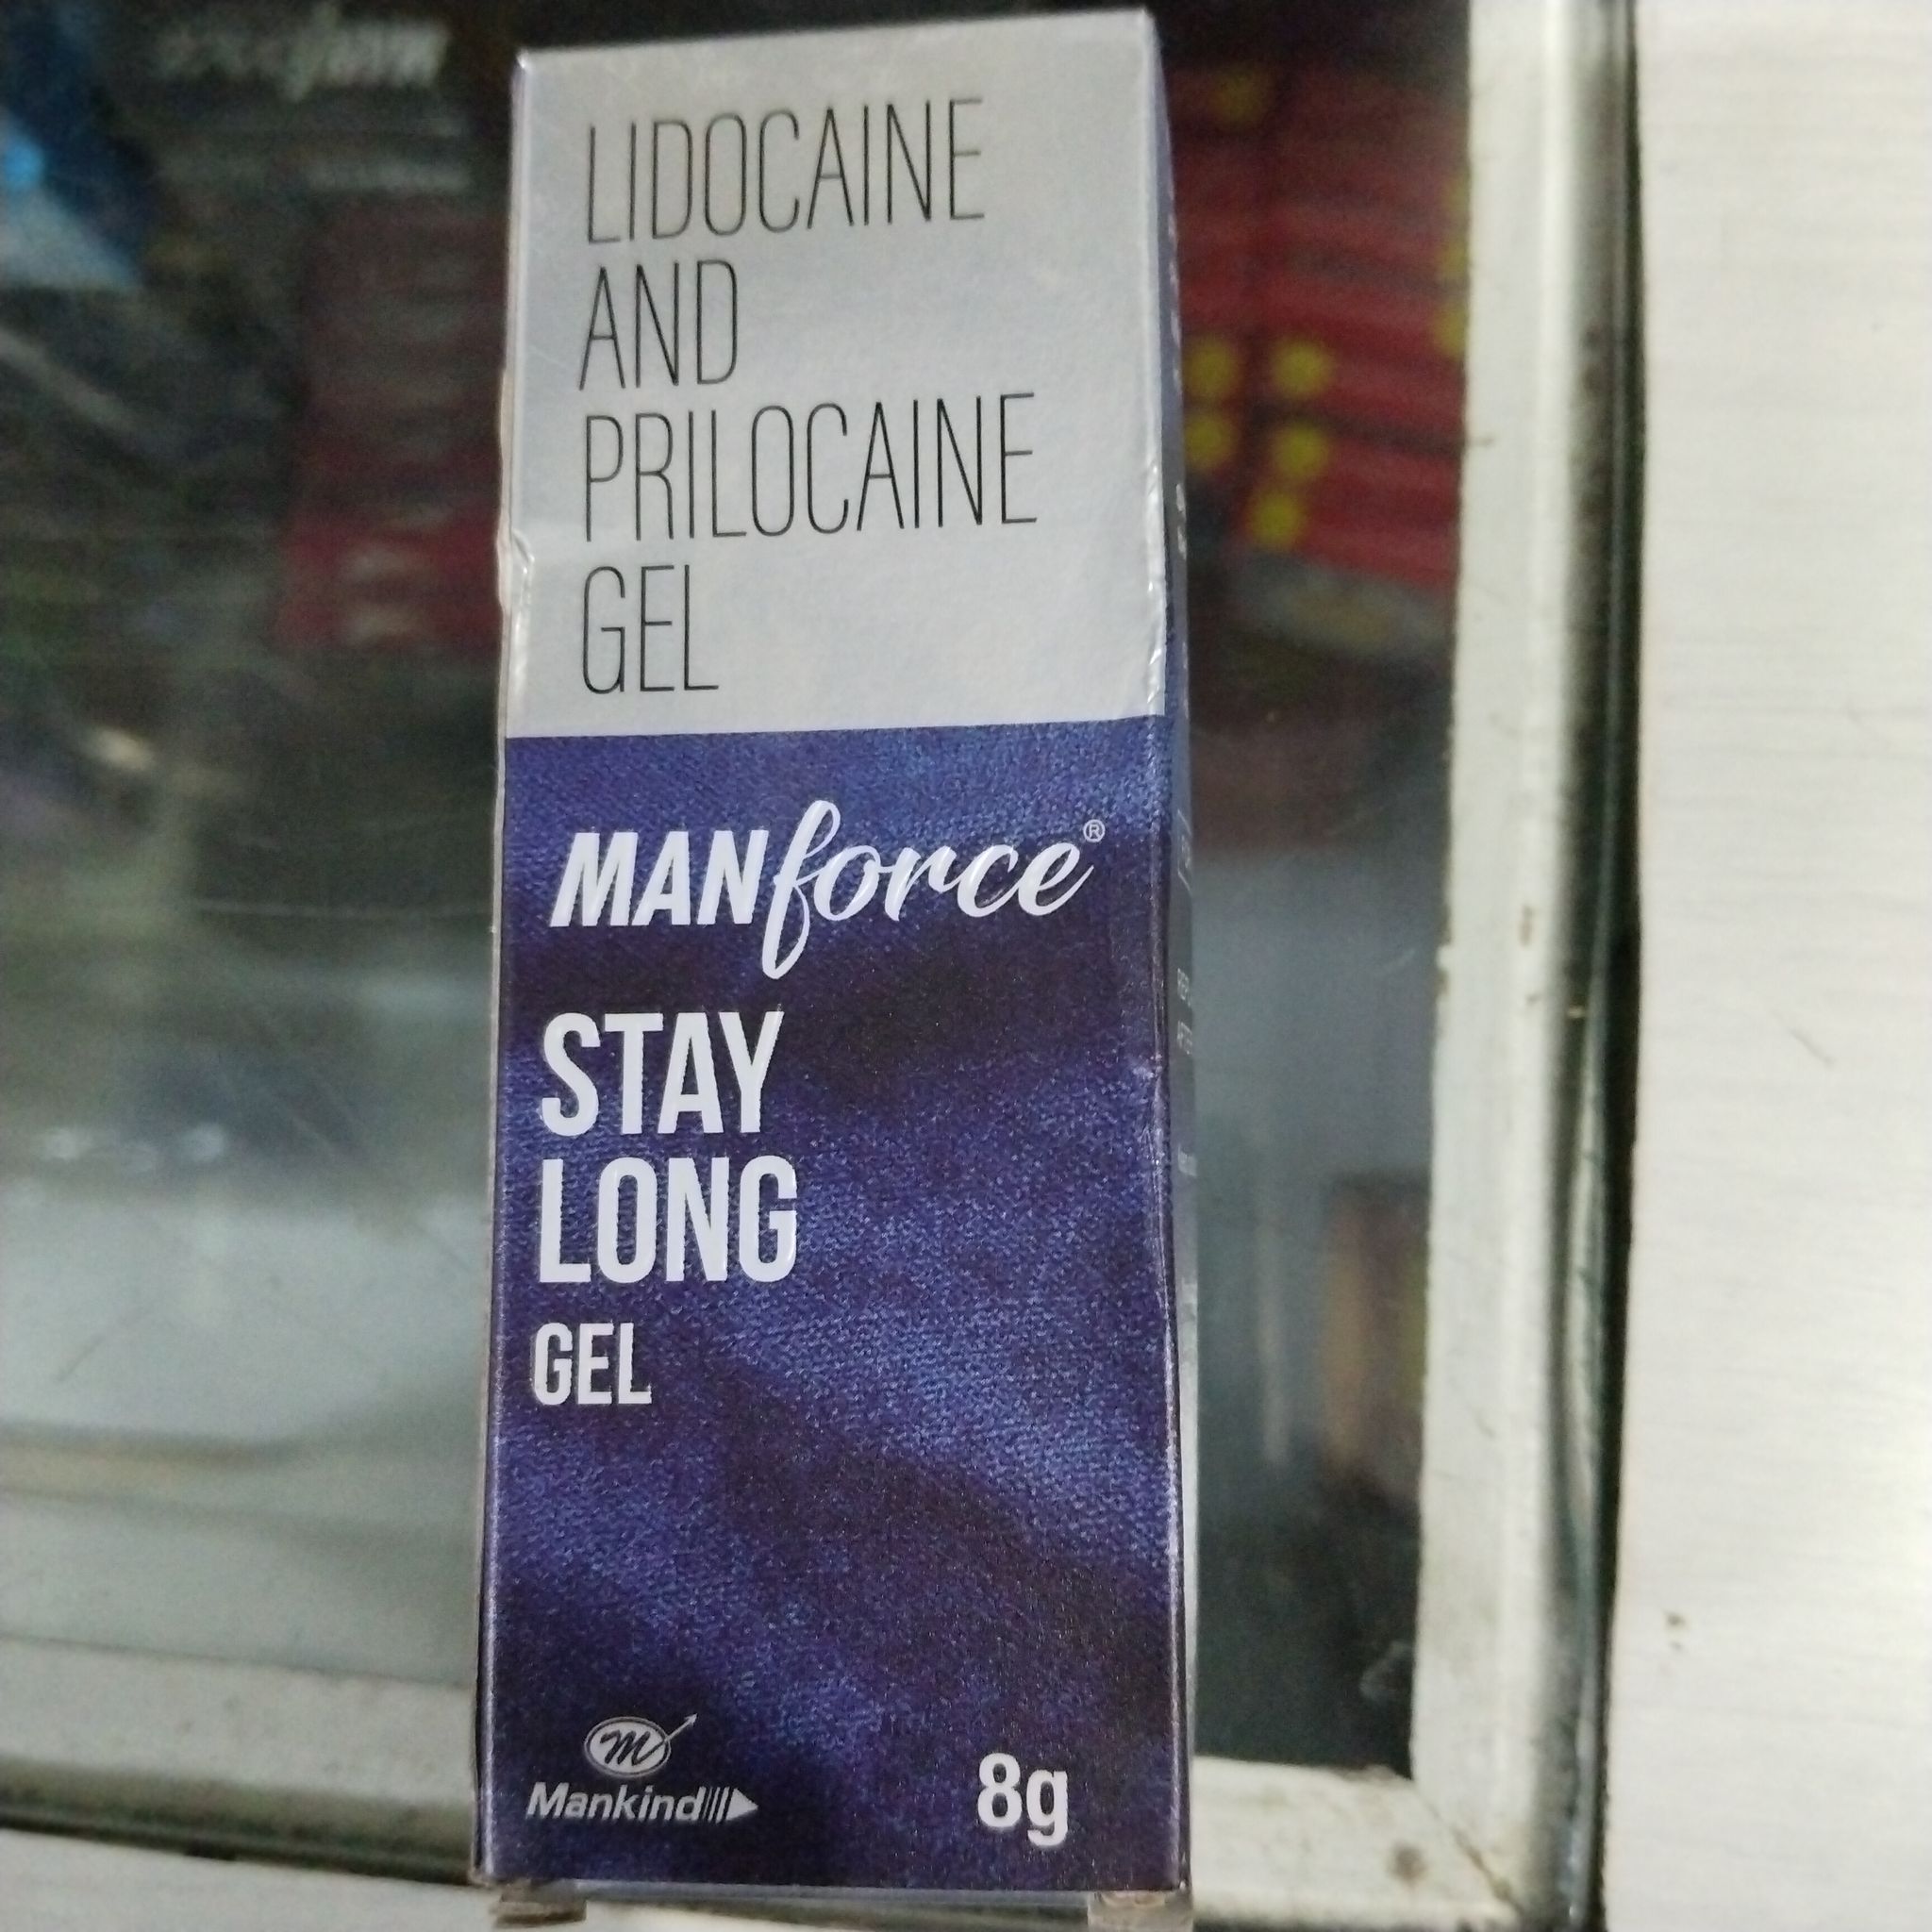 LIDOCAINE
AND
PRILOCAINE
GEL
MANforce®
STAY
LONG
GEL
m
Mankind
8g